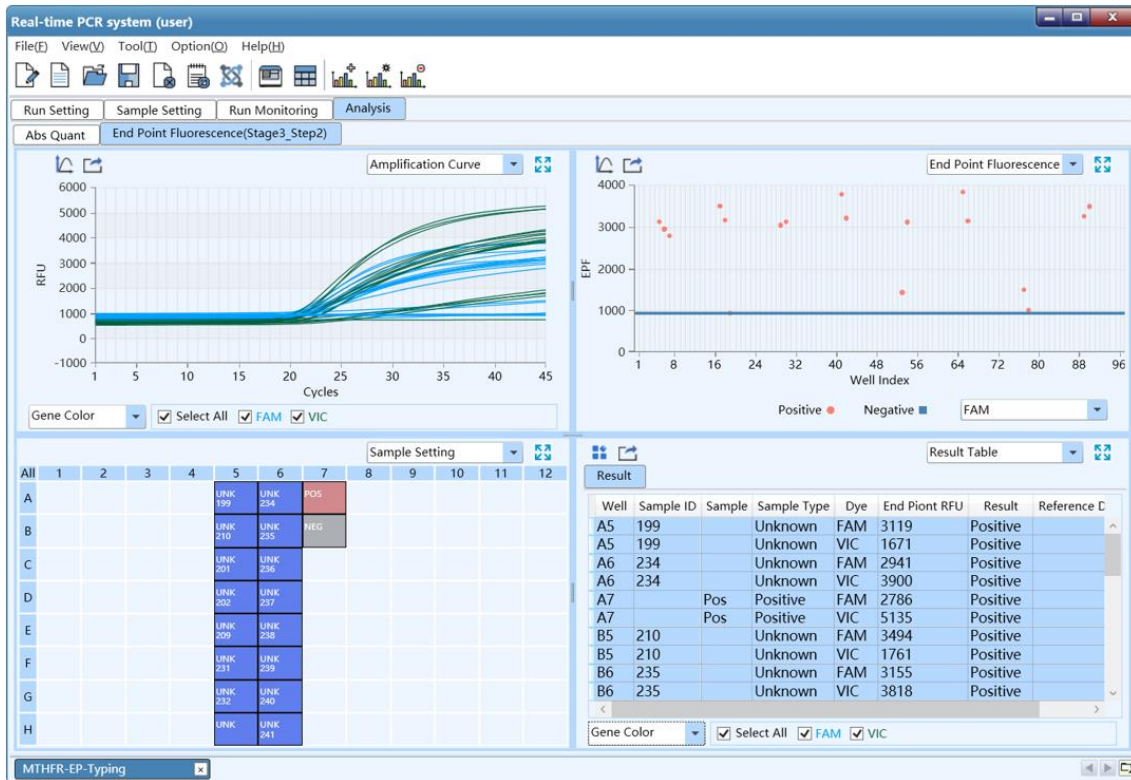 Real-time PCR system (user)
File(F) View(V) Tool(T) Option(O) Help(H)
Run Setting Sample Setting Run Monitoring Analysis
Abs Quant End Point Fluorescence(Stage3_Step2)
Amplification Curve
6000
5000
4000
3000
2000
1000
0
-1000
RFU
1 5 10 15 20 25 30 35 40 45
Cycles
Gene Color Select All FAM VIC
End Point Fluorescence
4000
3000
2000
1000
0
EPF
1 8 16 24 32 40 48 56 64 72 80 88 96
Well Index
Positive Negative FAM
Sample Setting
All 1 2 3 4 5 6 7 8 9 10 11 12
A UNK 199 UNK 234 POS
B UNK 210 UNK 235 NEG
C UNK 201 UNK 236
D UNK 202 UNK 237
E UNK 209 UNK 238
F UNK 231 UNK 239
G UNK 232 UNK 240
H UNK UNK 241
Result Table
Result
Well Sample ID Sample Sample Type Dye End Piont RFU Result Reference D
A5 199 Unknown FAM 3119 Positive
A5 199 Unknown VIC 1671 Positive
A6 234 Unknown FAM 2941 Positive
A6 234 Unknown VIC 3900 Positive
A7 Pos Positive FAM 2786 Positive
A7 Pos Positive VIC 5135 Positive
B5 210 Unknown FAM 3494 Positive
B5 210 Unknown VIC 1761 Positive
B6 235 Unknown FAM 3155 Positive
B6 235 Unknown VIC 3818 Positive
Gene Color Select All FAM VIC
MTHFR-EP-Typing